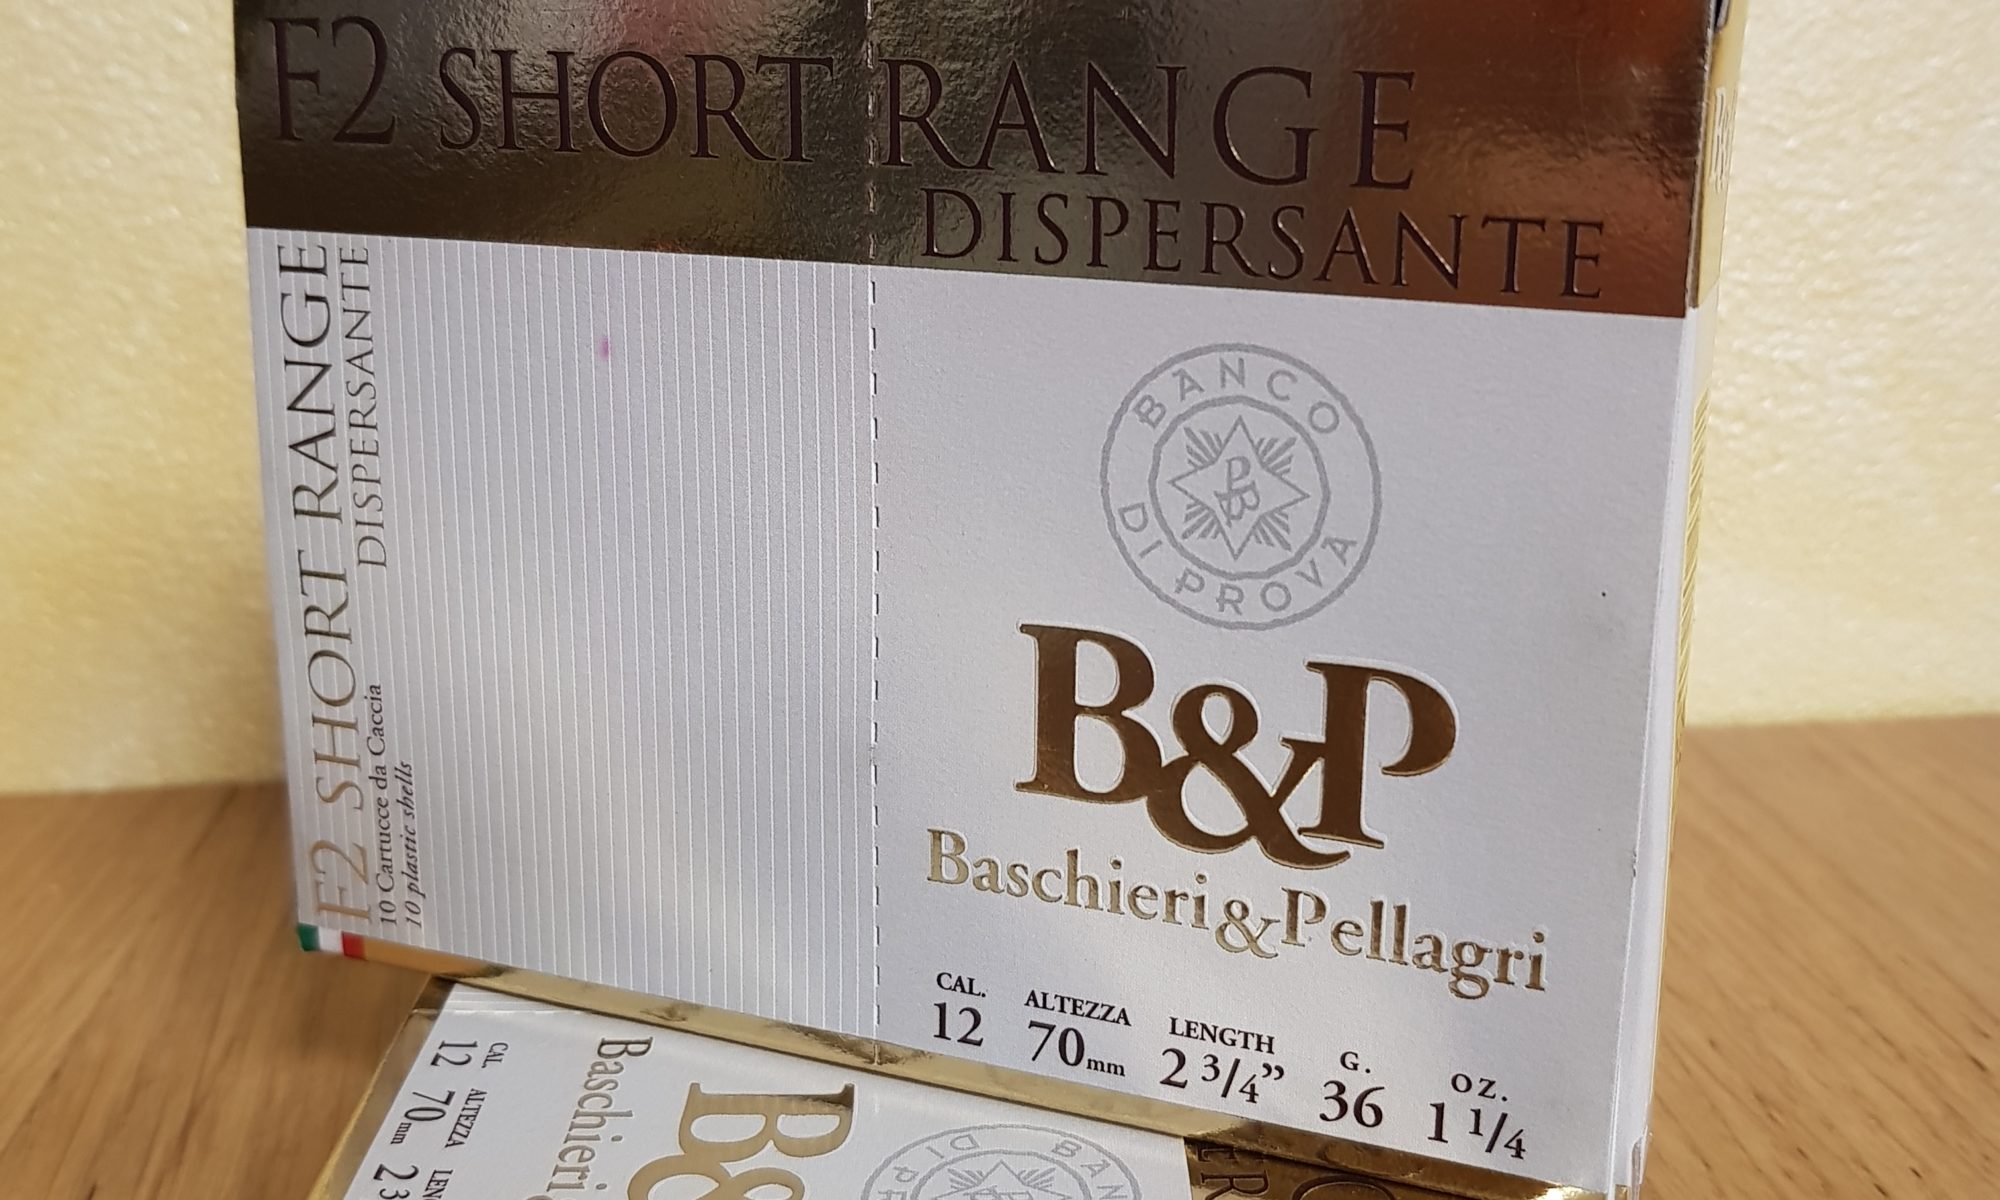 F2 SHORT RANGE
DISPERSANTE
F2 SHORT RANGE
DISPERSANTE
10 Cartucce da Caccia
10 plastic shells
BANCO
DI PROVA
PB
B&P
Baschieri&Pellagri
CAL. ALTEZZA LENGTH G. OZ.
12 70mm 2 3/4” 36 1 1/4
CAL. ALTEZZA
12 70mm
Baschieri
B&